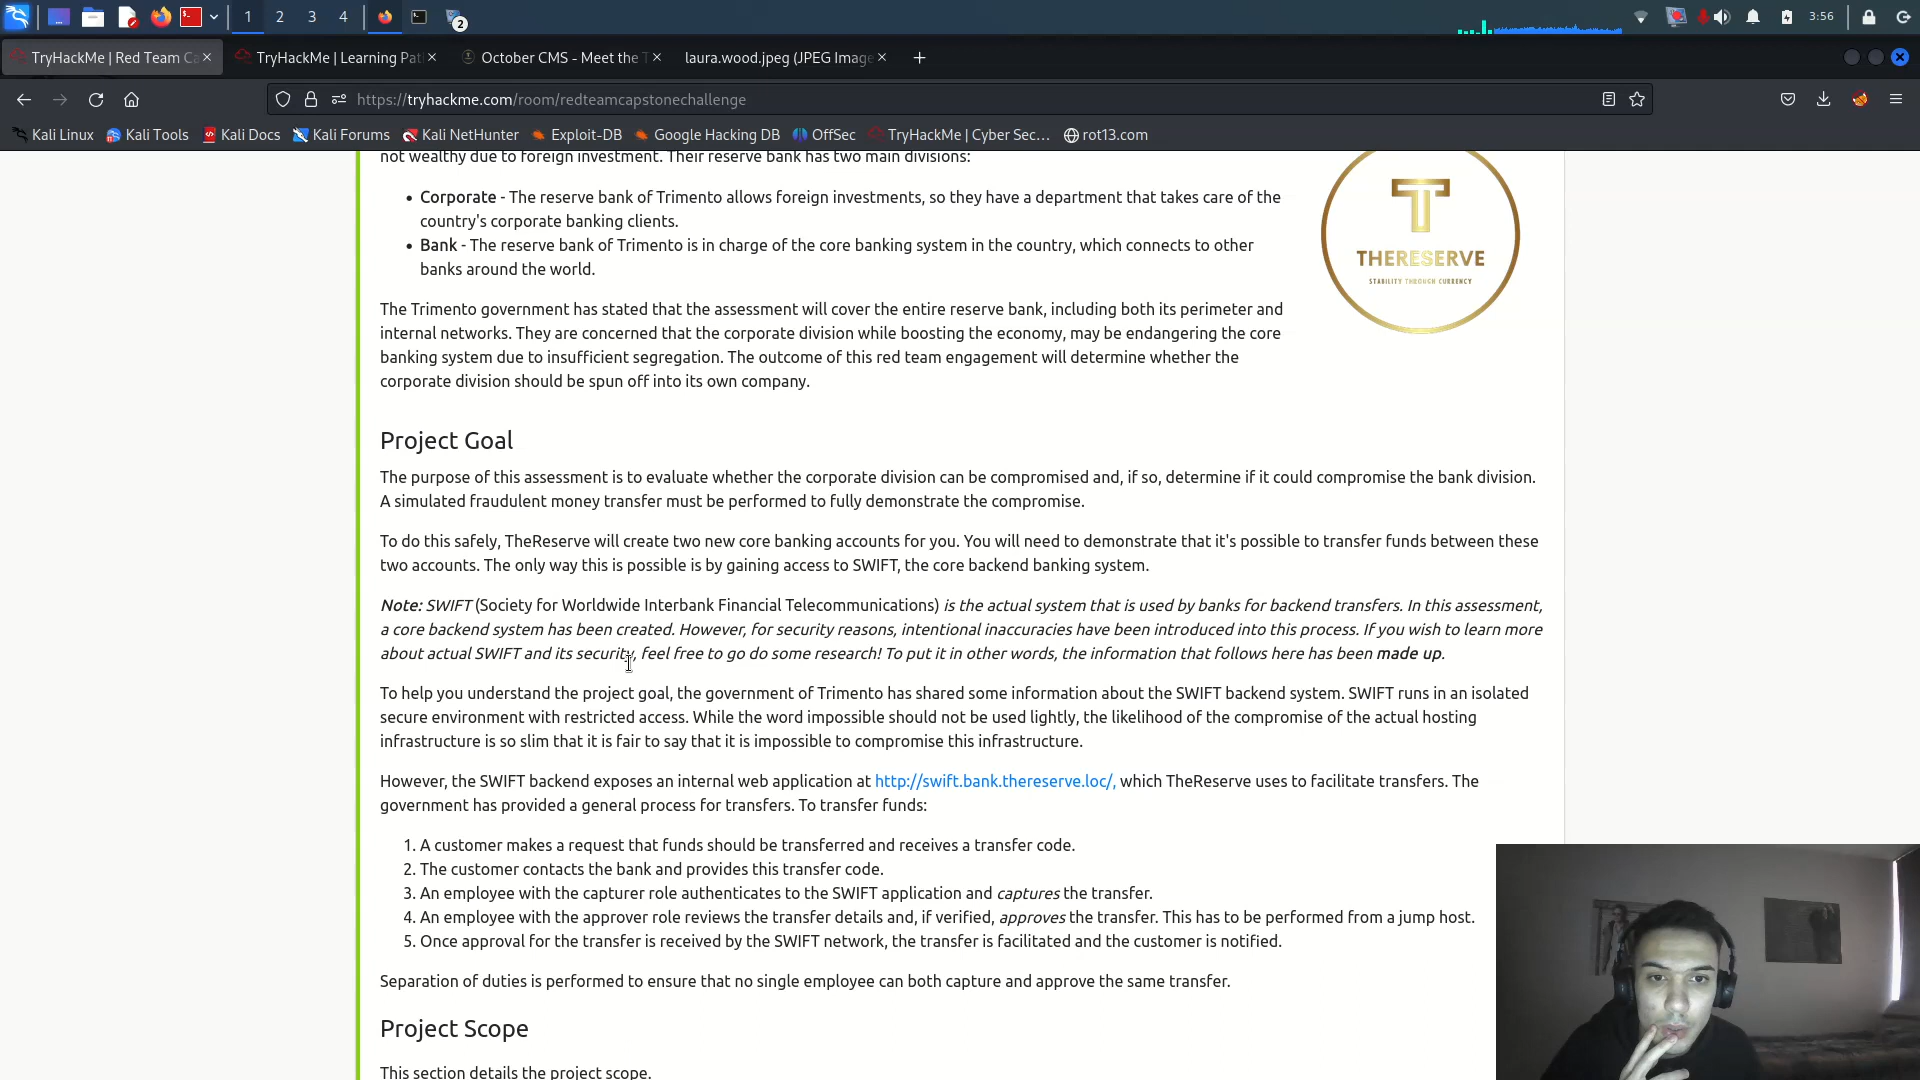 1
2
3
4
2
3:56
TryHackMe | Red Team Ca
TryHackMe | Learning Pat
October CMS - Meet the T
laura.wood.jpeg (JPEG Image
https://tryhackme.com/room/redteamcapstonechallenge
Kali Linux
Kali Tools
Kali Docs
Kali Forums
Kali NetHunter
Exploit-DB
Google Hacking DB
OffSec
TryHackMe | Cyber Sec...
rot13.com
not wealthy due to foreign investment. Their reserve bank has two main divisions:
• Corporate - The reserve bank of Trimento allows foreign investments, so they have a department that takes care of the
country's corporate banking clients.
• Bank - The reserve bank of Trimento is in charge of the core banking system in the country, which connects to other
banks around the world.
T
THERESERVE
STABILITY THROUGH CURRENCY
The Trimento government has stated that the assessment will cover the entire reserve bank, including both its perimeter and
internal networks. They are concerned that the corporate division while boosting the economy, may be endangering the core
banking system due to insufficient segregation. The outcome of this red team engagement will determine whether the
corporate division should be spun off into its own company.
Project Goal
The purpose of this assessment is to evaluate whether the corporate division can be compromised and, if so, determine if it could compromise the bank division.
A simulated fraudulent money transfer must be performed to fully demonstrate the compromise.
To do this safely, TheReserve will create two new core banking accounts for you. You will need to demonstrate that it's possible to transfer funds between these
two accounts. The only way this is possible is by gaining access to SWIFT, the core backend banking system.
Note: SWIFT (Society for Worldwide Interbank Financial Telecommunications) is the actual system that is used by banks for backend transfers. In this assessment,
a core backend system has been created. However, for security reasons, intentional inaccuracies have been introduced into this process. If you wish to learn more
about actual SWIFT and its security, feel free to go do some research! To put it in other words, the information that follows here has been made up.
To help you understand the project goal, the government of Trimento has shared some information about the SWIFT backend system. SWIFT runs in an isolated
secure environment with restricted access. While the word impossible should not be used lightly, the likelihood of the compromise of the actual hosting
infrastructure is so slim that it is fair to say that it is impossible to compromise this infrastructure.
However, the SWIFT backend exposes an internal web application at http://swift.bank.thereserve.loc/, which TheReserve uses to facilitate transfers. The
government has provided a general process for transfers. To transfer funds:
1. A customer makes a request that funds should be transferred and receives a transfer code.
2. The customer contacts the bank and provides this transfer code.
3. An employee with the capturer role authenticates to the SWIFT application and captures the transfer.
4. An employee with the approver role reviews the transfer details and, if verified, approves the transfer. This has to be performed from a jump host.
5. Once approval for the transfer is received by the SWIFT network, the transfer is facilitated and the customer is notified.
Separation of duties is performed to ensure that no single employee can both capture and approve the same transfer.
Project Scope
This section details the project scope.